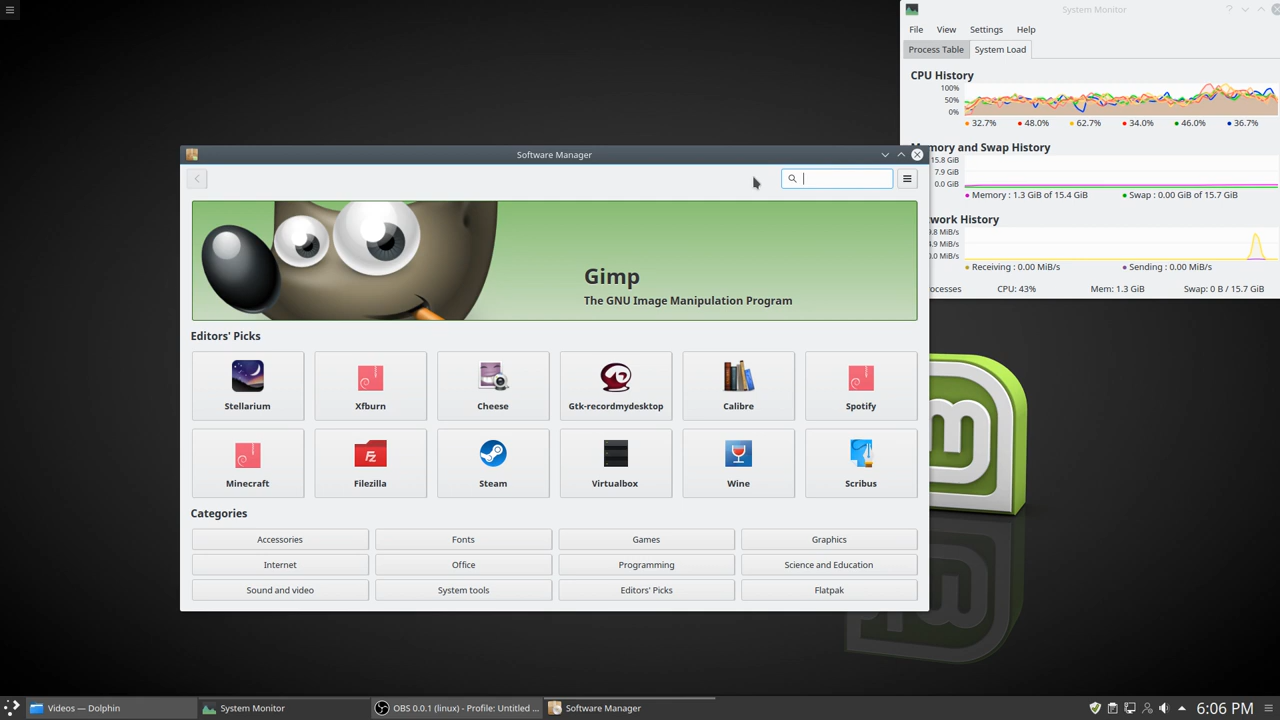 System Monitor
File View Settings Help
Process Table System Load
CPU History
100%
50%
0%
32.7% 48.0% 62.7% 34.0% 46.0% 36.7%
Software Manager
Memory and Swap History
15.8 GiB
7.9 GiB
0.0 GiB
Memory : 1.3 GiB of 15.4 GiB Swap : 0.00 GiB of 15.7 GiB
History
MiB/s
MiB/s
0.0 MiB/s
Receiving : 0.00 MiB/s Sending : 0.00 MiB/s
CPU: 43% Mem: 1.3 GiB Swap: 0 B / 15.7 GiB
Gimp
The GNU Image Manipulation Program
Editors' Picks
Stellarium Xfburn Cheese Gtk-recordmydesktop Calibre Spotify
Minecraft Filezilla Steam Virtualbox Wine Scribus
Categories
Accessories Fonts Games Graphics
Internet Office Programming Science and Education
Sound and video System tools Editors' Picks Flatpak
Videos — Dolphin System Monitor OBS 0.0.1 (linux) - Profile: Untitled ... Software Manager 6:06 PM